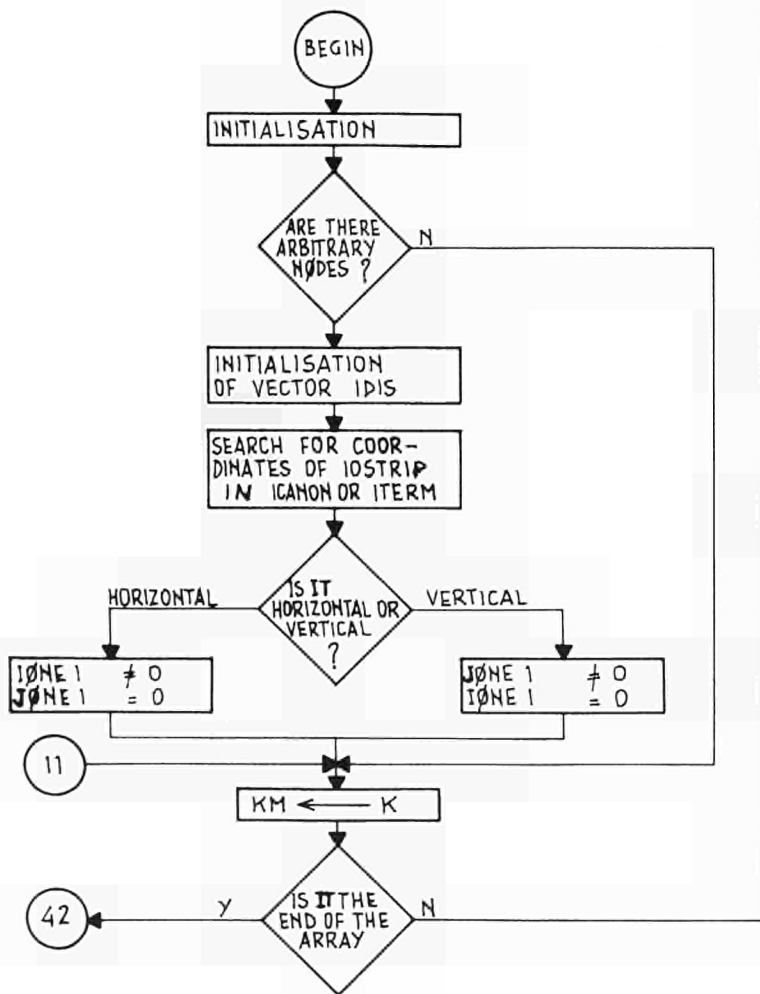 BEGIN
INITIALISATION
ARE THERE
ARBITRARY
NØDES ?
N
INITIALISATION
OF VECTOR IDIS
SEARCH FOR COOR-
DINATES OF IOSTRIP
IN ICANON OR ITERM
IS IT
HORIZONTAL OR
VERTICAL
?
HORIZONTAL
VERTICAL
IØNE 1 ≠ 0
JØNE 1 = 0
JØNE 1 ≠ 0
IØNE 1 = 0
11
KM ← K
IS IT THE
END OF THE
ARRAY
Y
N
42